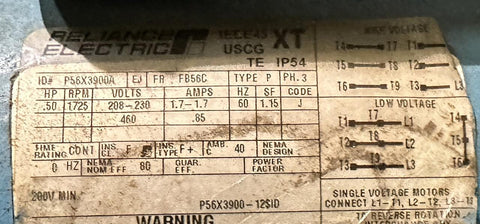 RELIANCE
ELECTRIC
IEEE45 XT
USCG
TE IP54
HIGH VOLTAGE
T4 T7 T1
T5
T6 T9 T3 L3
ID# P56X3900A EJ FR FB56C TYPE P PH.3
HP RPM VOLTS AMPS HZ SF CODE
.50 1725 208-230 1.7-1.7 60 1.15 J
460 .85
LOW VOLTAGE
T7
T1 L1 T4
T8
T2 L2 T5
T9
T3 L3 T6
TIME RATING CONT INS. CL. F INS. TYPE F+ AMB. C 40 NEMA DESIGN
0 HZ NEMA NOM EFF 80 GUAR. EFF. POWER FACTOR
200V MIN P56X3900-12SID
SINGLE VOLTAGE MOTORS
CONNECT L1-T1, L2-T2, L3-T3
TO REVERSE ROTATION
WARNING